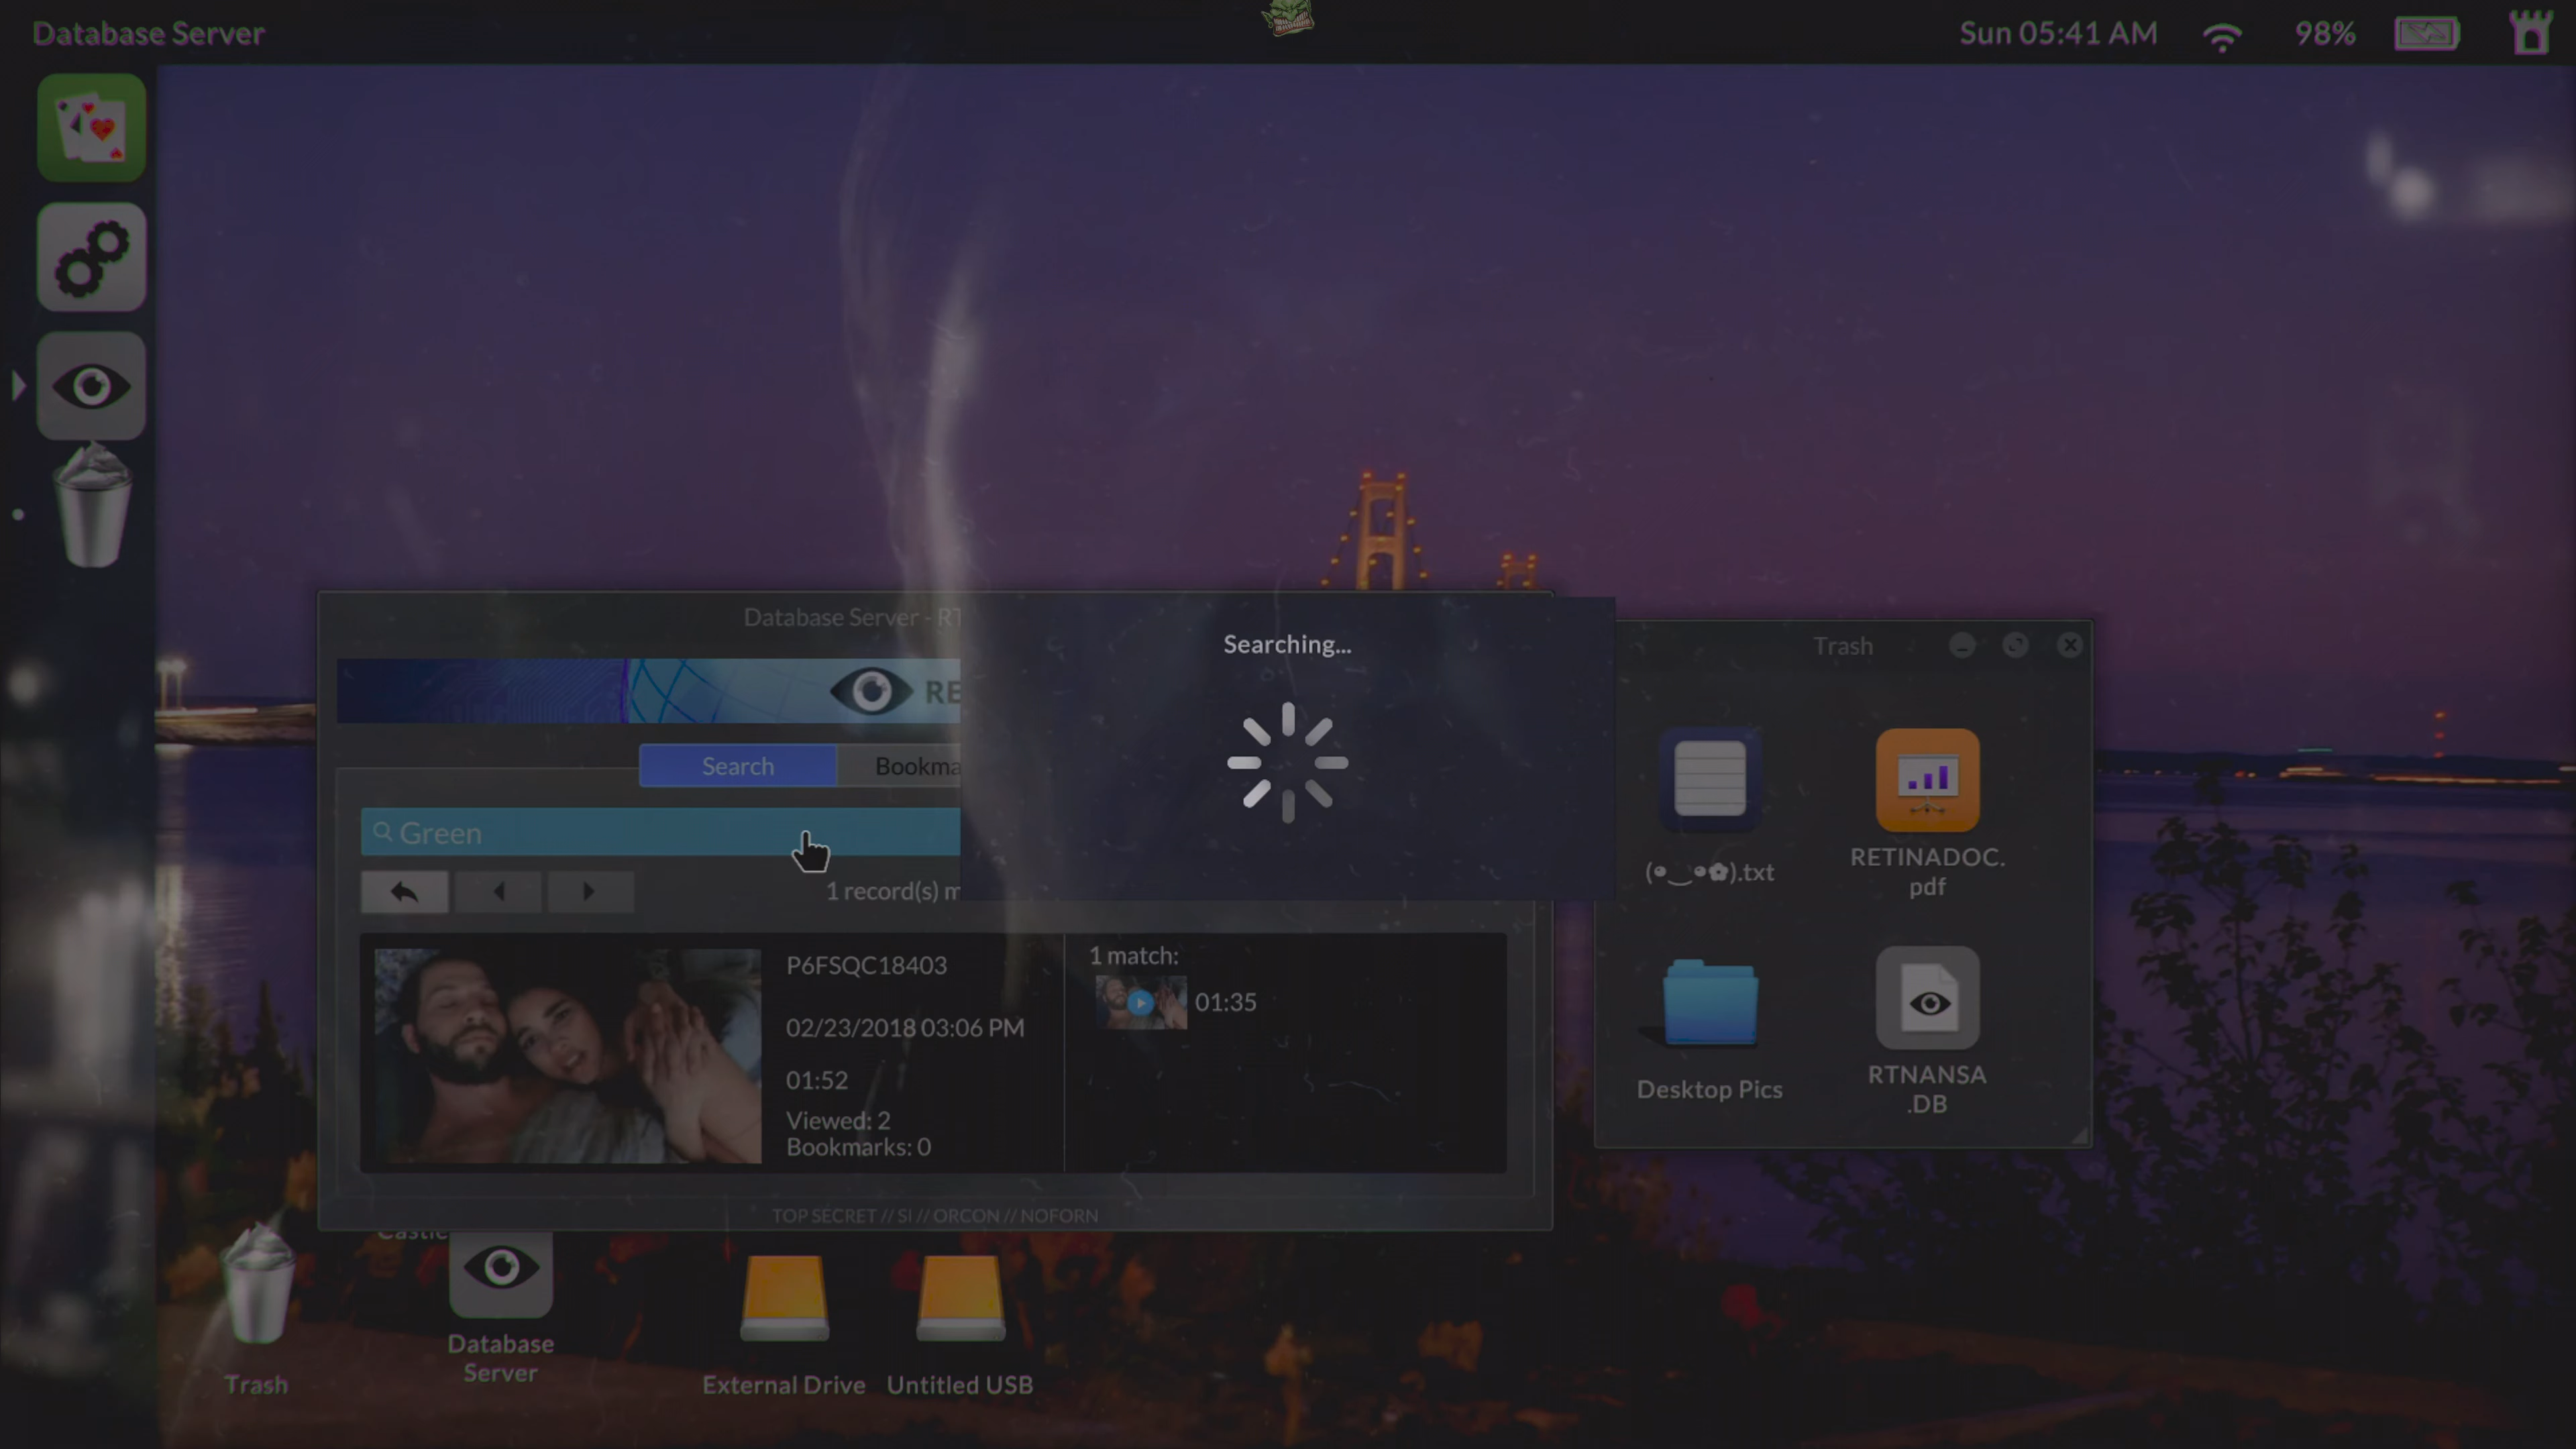 Database Server
Sun 05:41 AM
98%
Database Server - RT
RE
Searching...
Trash
Search
Bookma
Green
1 record(s) m
(•‿•✿).txt
RETINADOC.
pdf
P6FSQC18403
02/23/2018 03:06 PM
01:52
Viewed: 2
Bookmarks: 0
1 match:
01:35
Desktop Pics
RTNANSA
.DB
TOP SECRET // SI // ORCON // NOFORN
Castle
Trash
Database
Server
External Drive
Untitled USB